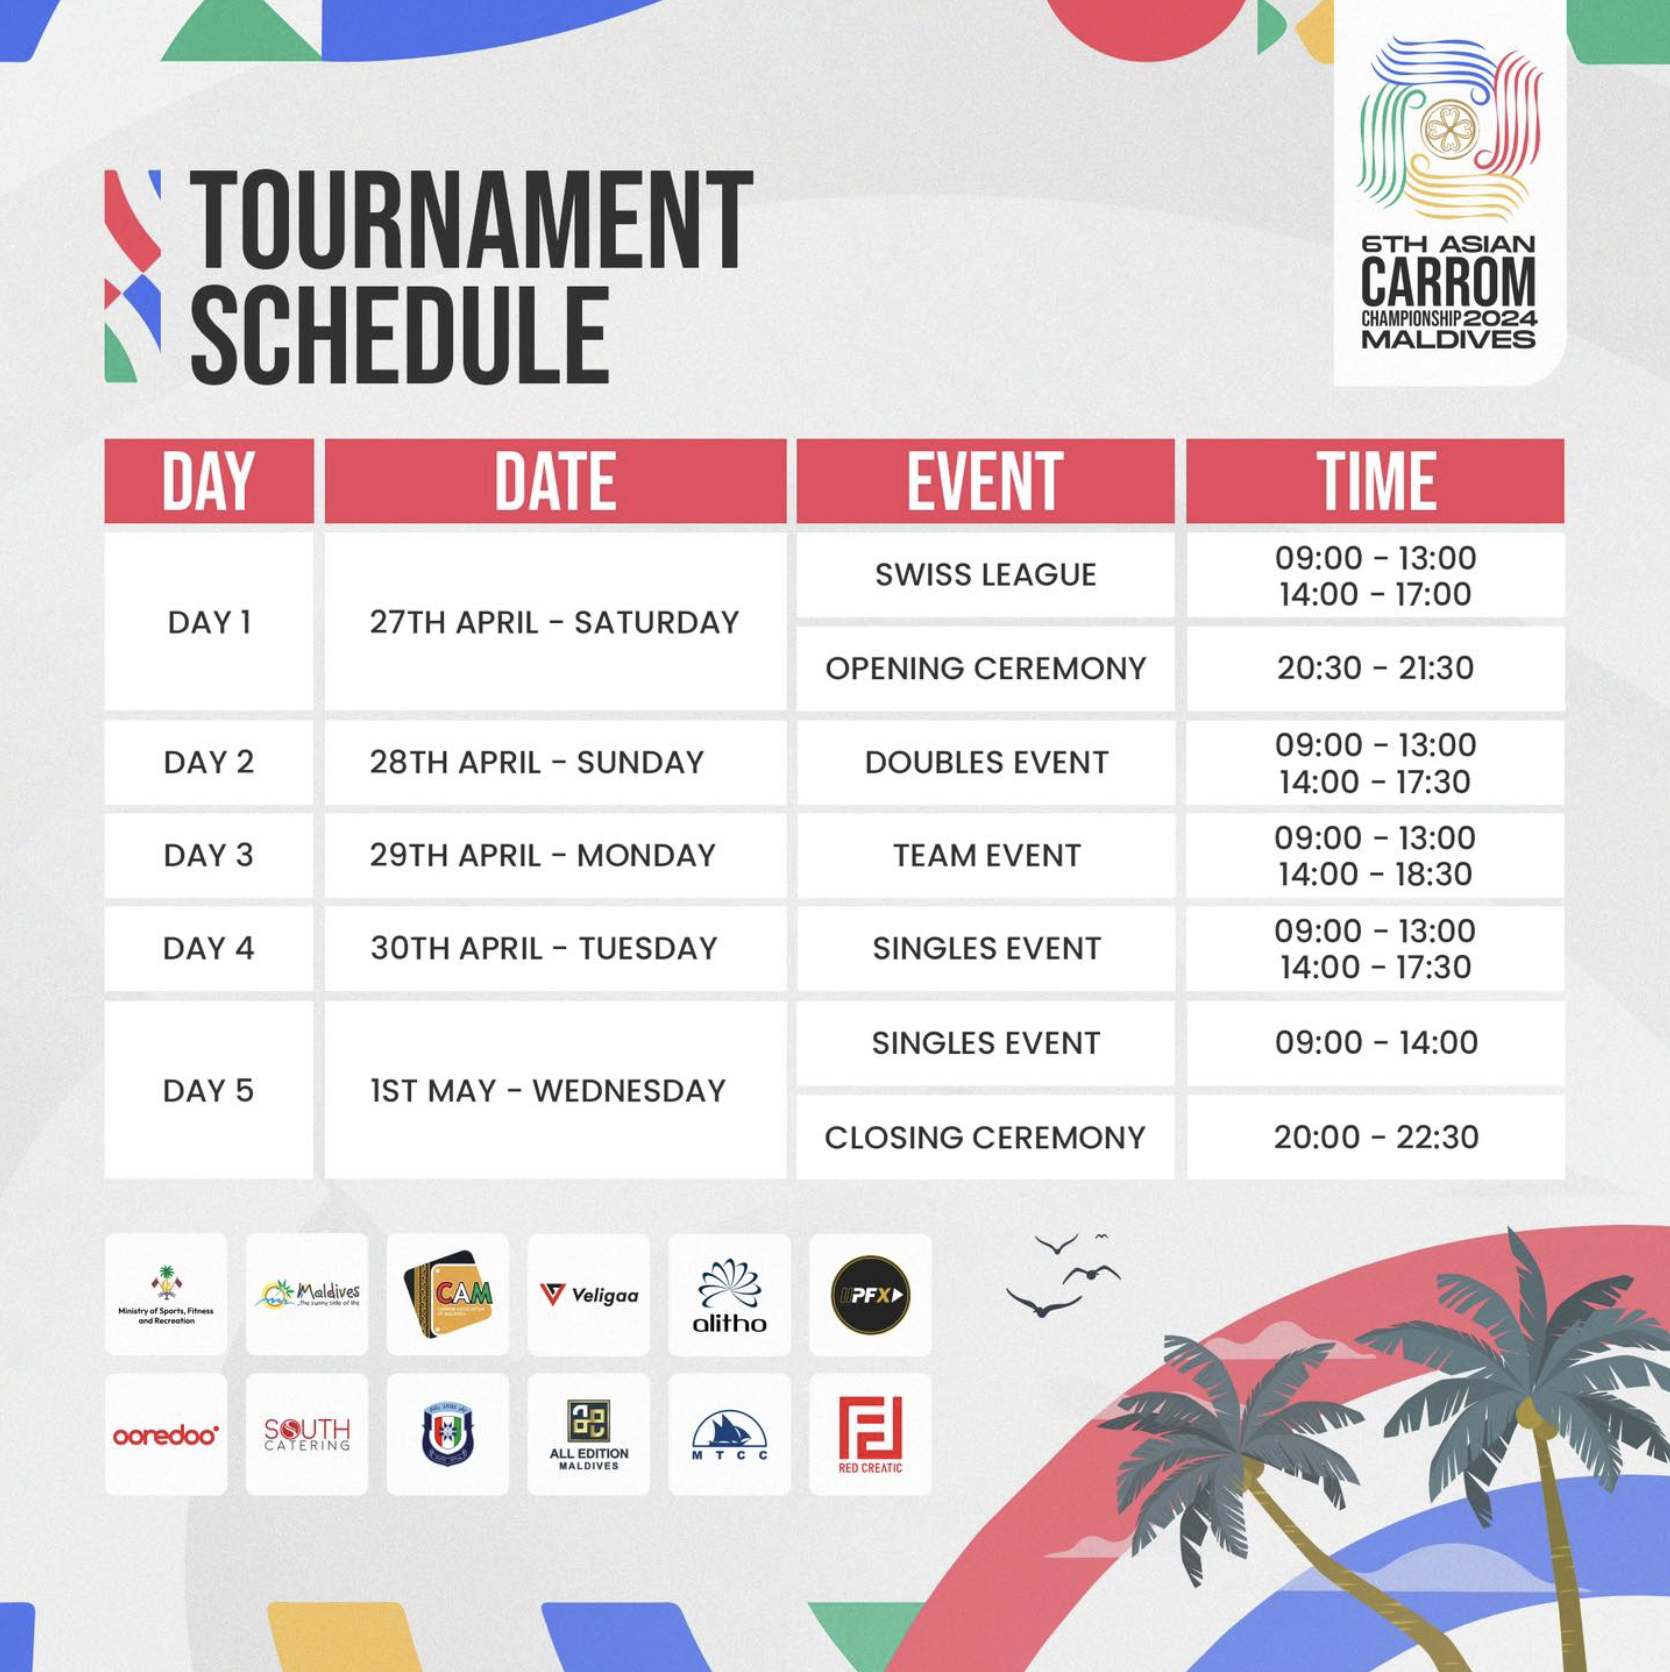 6TH ASIAN
CARROM
CHAMPIONSHIP 2024
MALDIVES
TOURNAMENT
SCHEDULE
DAY DATE EVENT TIME
DAY 1 27TH APRIL - SATURDAY SWISS LEAGUE 09:00 - 13:00
14:00 - 17:00
OPENING CEREMONY 20:30 - 21:30
DAY 2 28TH APRIL - SUNDAY DOUBLES EVENT 09:00 - 13:00
14:00 - 17:30
DAY 3 29TH APRIL - MONDAY TEAM EVENT 09:00 - 13:00
14:00 - 18:30
DAY 4 30TH APRIL - TUESDAY SINGLES EVENT 09:00 - 13:00
14:00 - 17:30
DAY 5 1ST MAY - WEDNESDAY SINGLES EVENT 09:00 - 14:00
CLOSING CEREMONY 20:00 - 22:30
Ministry of Sports, Fitness
and Recreation
Maldives
...the sunny side of life
CAM
Veligaa
alitho
PFX
ooredoo
SOUTH
CATERING
ALL EDITION
MALDIVES
MTCC
RED CREATIC